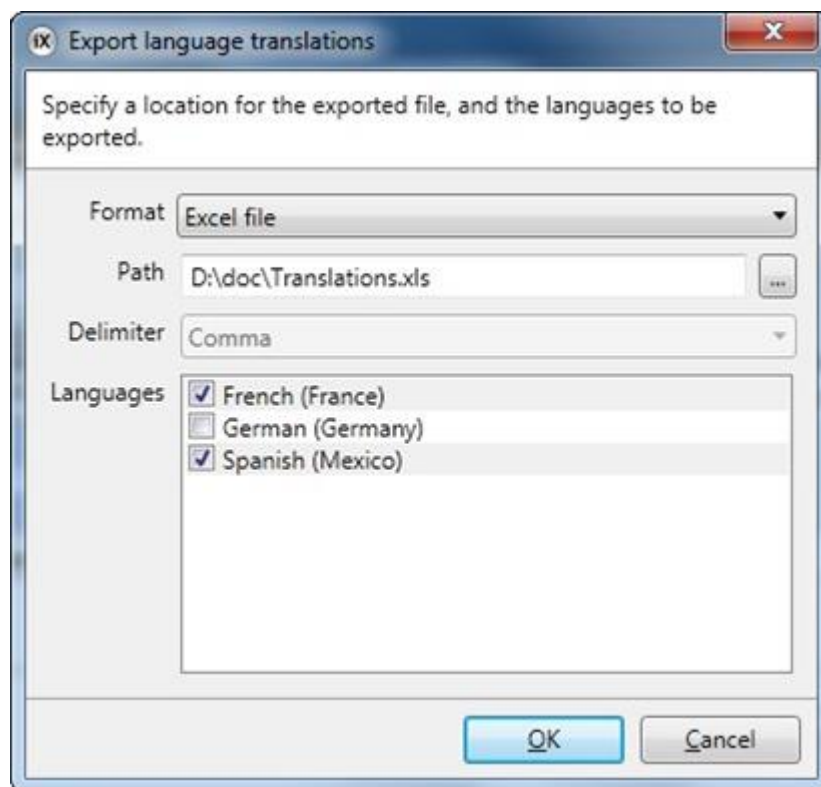 iX Export language translations
Specify a location for the exported file, and the languages to be
exported.
Format Excel file
Path D:\doc\Translations.xls ...
Delimiter Comma
Languages French (France)
German (Germany)
Spanish (Mexico)
OK Cancel